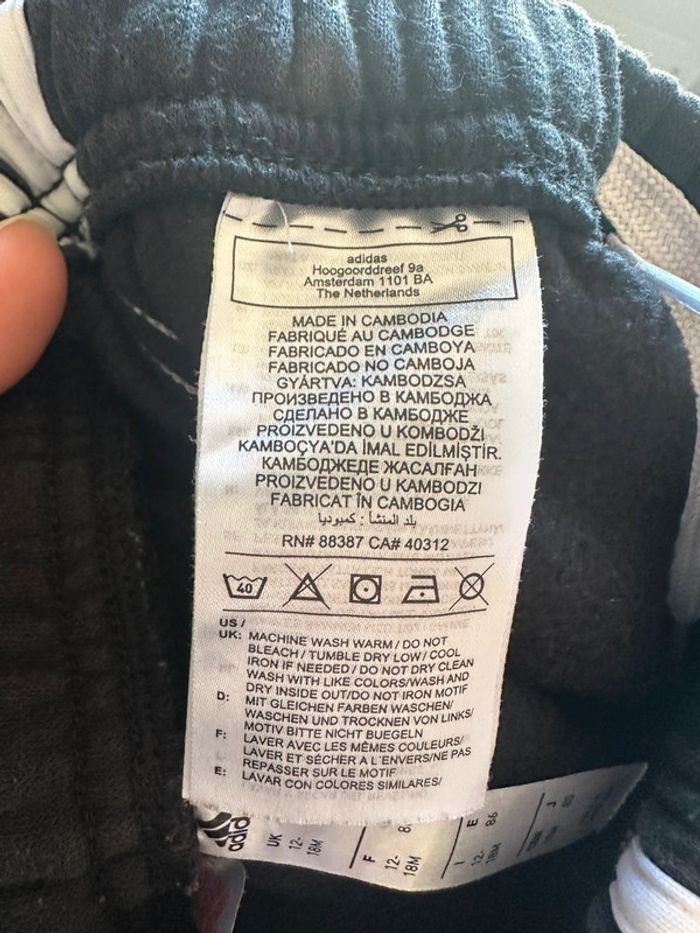 adidas
Hoogoorddreef 9a
Amsterdam 1101 BA
The Netherlands
MADE IN CAMBODIA
FABRIQUÉ AU CAMBODGE
FABRICADO EN CAMBOYA
FABRICADO NO CAMBOJA
GYÁRTVA: KAMBODZSA
ПРОИЗВЕДЕНО В КАМБОДЖА
СДЕЛАНО В КАМБОДЖЕ
PROIZVEDENO U KOMBODŽI
KAMBOÇYA'DA İMAL EDİLMİŞTİR.
КАМБОДЖЕДЕ ЖАСАЛҒАН
PROIZVEDENO U KAMBODZI
FABRICAT ÎN CAMBOGIA
بلد المنشأ : كمبوديا
RN# 88387 CA# 40312
40
US /
UK: MACHINE WASH WARM / DO NOT
BLEACH / TUMBLE DRY LOW / COOL
IRON IF NEEDED / DO NOT DRY CLEAN
WASH WITH LIKE COLORS/WASH AND
DRY INSIDE OUT/DO NOT IRON MOTIF
D: MIT GLEICHEN FARBEN WASCHEN/
WASCHEN UND TROCKNEN VON LINKS/
MOTIV BITTE NICHT BUEGELN
F: LAVER AVEC LES MÊMES COULEURS/
LAVER ET SÉCHER A L'ENVERS/NE PAS
REPASSER SUR LE MOTIF
E: LAVAR CON COLORES SIMILARES/
UK 12-
18M
F 12-
18M
E 86
I 12-
18M
J 80